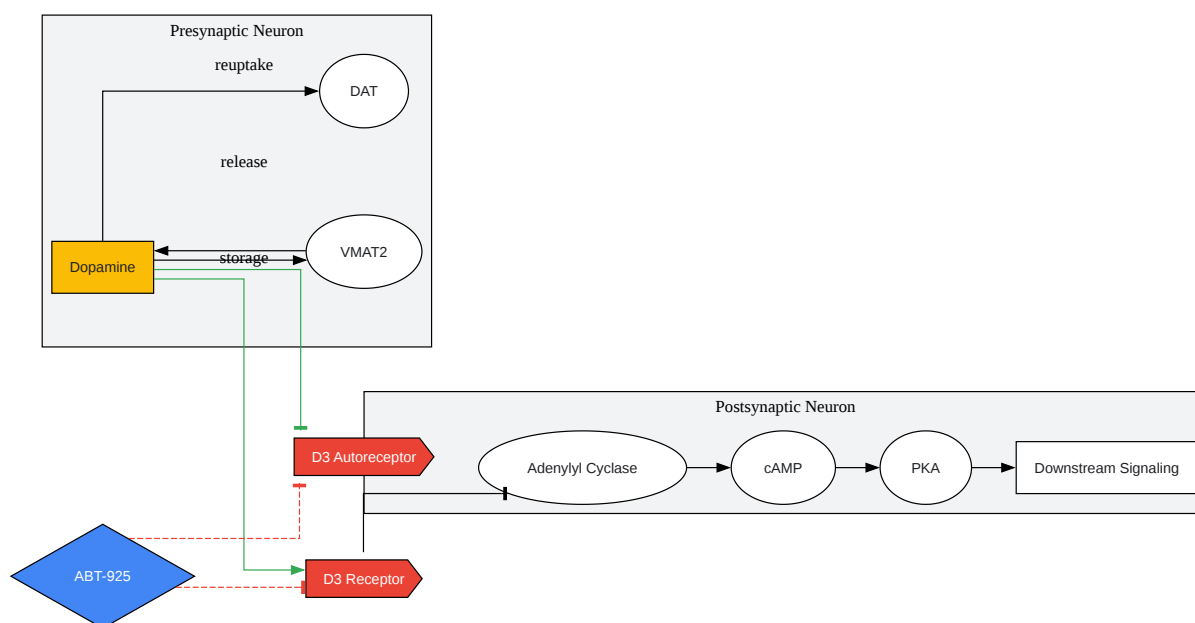 Presynaptic Neuron
reuptake
DAT
release
VMAT2
storage
Dopamine
Postsynaptic Neuron
D3 Autoreceptor
Adenylyl Cyclase
cAMP
PKA
Downstream Signaling
ABT-925
D3 Receptor